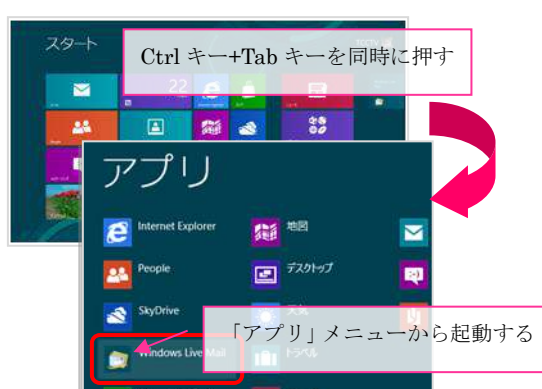 スタート
Ctrl キー+Tab キーを同時に押す
22
アプリ
Internet Explorer
地図
People
デスクトップ
SkyDrive
天気
「アプリ」メニューから起動する
Windows Live Mail
トラベル